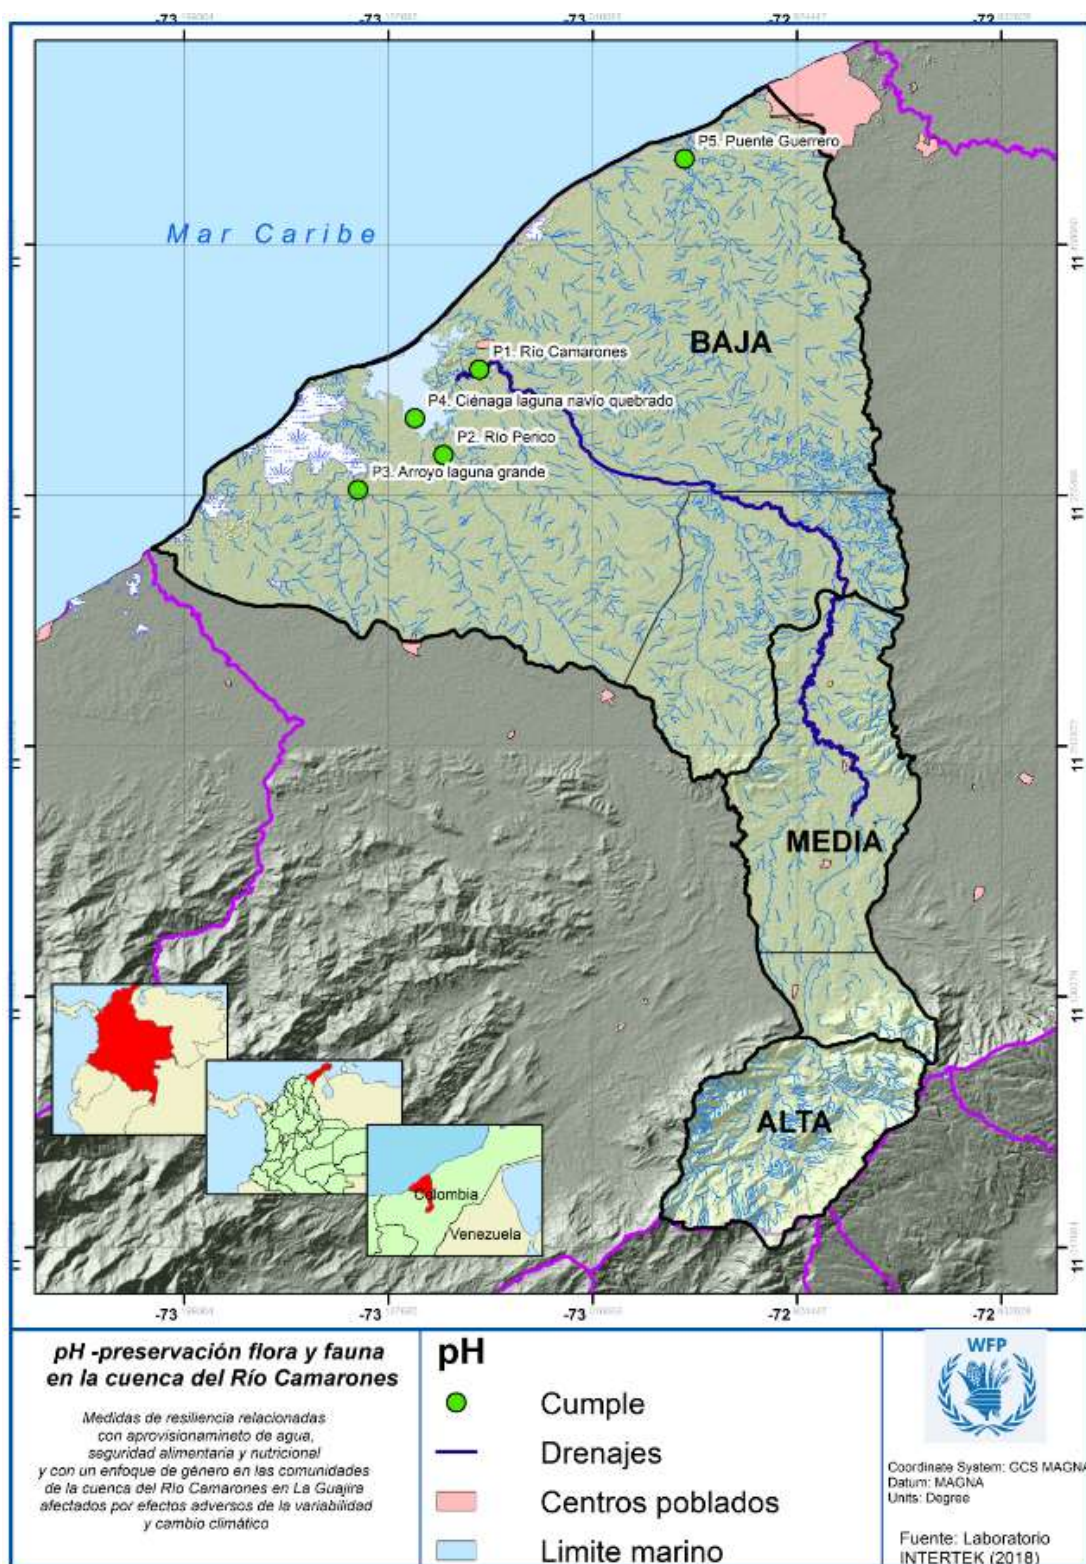 -73
-73
-73
-72
-72
P5. Puente Guerrero
Mar Caribe
11
BAJA
P1. Río Camarones
P4. Ciénaga laguna navío quebrado
P2. Río Perico
P3. Arroyo laguna grande
11
11
MEDIA
11
ALTA
Colombia
Venezuela
11
-73
-73
-73
-72
-72
pH -preservación flora y fauna
en la cuenca del Río Camarones
Medidas de resiliencia relacionadas
con aprovisionamineto de agua,
seguridad alimentaria y nutricional
y con un enfoque de género en las comunidades
de la cuenca del Río Camarones en La Guajira
afectados por efectos adversos de la variabilidad
y cambio climático
pH
Cumple
Drenajes
Centros poblados
Limite marino
WFP
Coordinate System: GCS MAGNA
Datum: MAGNA
Units: Degree
Fuente: Laboratorio
INTERTEK (2018)